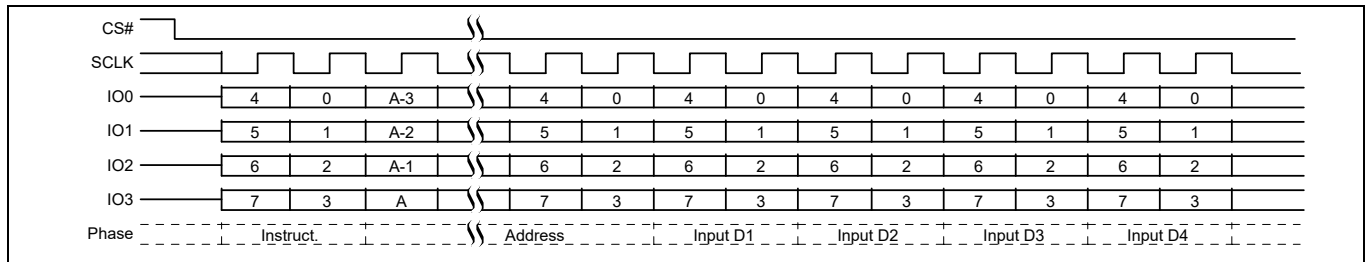 CS#
SCLK
IO0 4 0 A-3 4 0 4 0 4 0 4 0 4 0
IO1 5 1 A-2 5 1 5 1 5 1 5 1 5 1
IO2 6 2 A-1 6 2 6 2 6 2 6 2 6 2
IO3 7 3 A 7 3 7 3 7 3 7 3 7 3
Phase Instruct. Address Input D1 Input D2 Input D3 Input D4